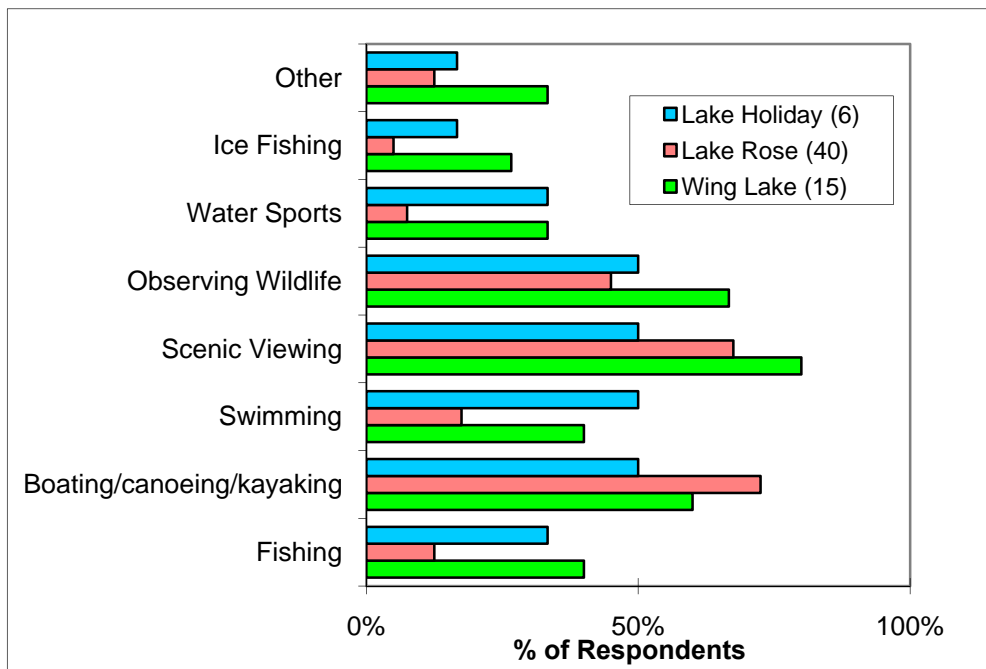 Other
Ice Fishing
Water Sports
Observing Wildlife
Scenic Viewing
Swimming
Boating/canoeing/kayaking
Fishing
Lake Holiday (6)
Lake Rose (40)
Wing Lake (15)
0%
50%
100%
% of Respondents